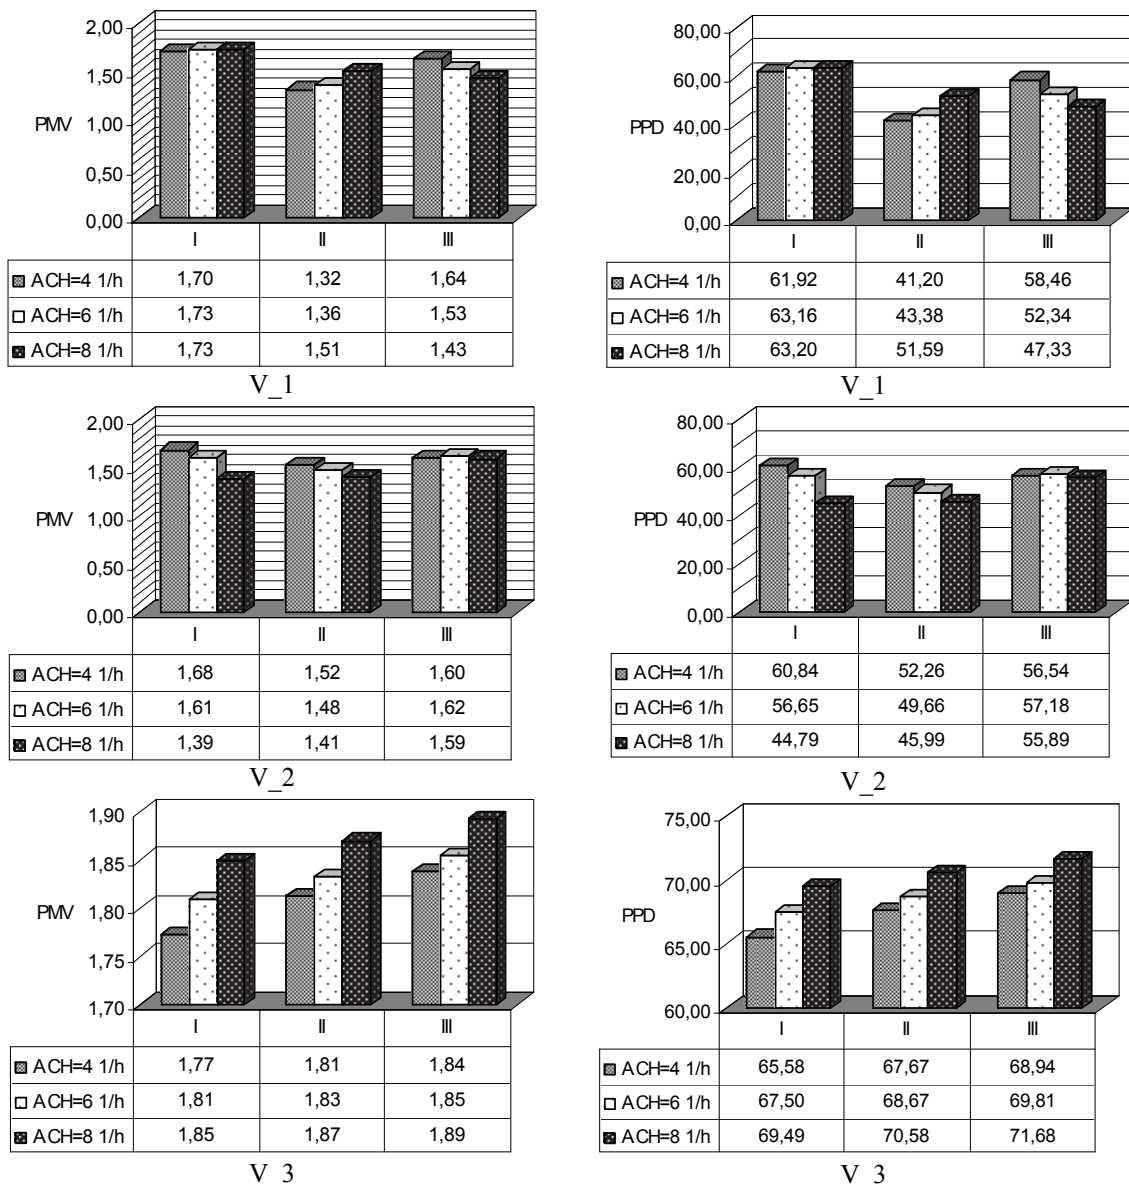 2,00
1,50
PMV 1,00
0,50
0,00
I II III
ACH=4 1/h 1,70 1,32 1,64
ACH=6 1/h 1,73 1,36 1,53
ACH=8 1/h 1,73 1,51 1,43
V_1
80,00
60,00
PPD 40,00
20,00
0,00
I II III
ACH=4 1/h 61,92 41,20 58,46
ACH=6 1/h 63,16 43,38 52,34
ACH=8 1/h 63,20 51,59 47,33
V_1
2,00
1,50
PMV 1,00
0,50
0,00
I II III
ACH=4 1/h 1,68 1,52 1,60
ACH=6 1/h 1,61 1,48 1,62
ACH=8 1/h 1,39 1,41 1,59
V_2
80,00
60,00
PPD 40,00
20,00
0,00
I II III
ACH=4 1/h 60,84 52,26 56,54
ACH=6 1/h 56,65 49,66 57,18
ACH=8 1/h 44,79 45,99 55,89
V_2
1,90
1,85
PMV 1,80
1,75
1,70
I II III
ACH=4 1/h 1,77 1,81 1,84
ACH=6 1/h 1,81 1,83 1,85
ACH=8 1/h 1,85 1,87 1,89
V_3
75,00
70,00
PPD
65,00
60,00
I II III
ACH=4 1/h 65,58 67,67 68,94
ACH=6 1/h 67,50 68,67 69,81
ACH=8 1/h 69,49 70,58 71,68
V_3